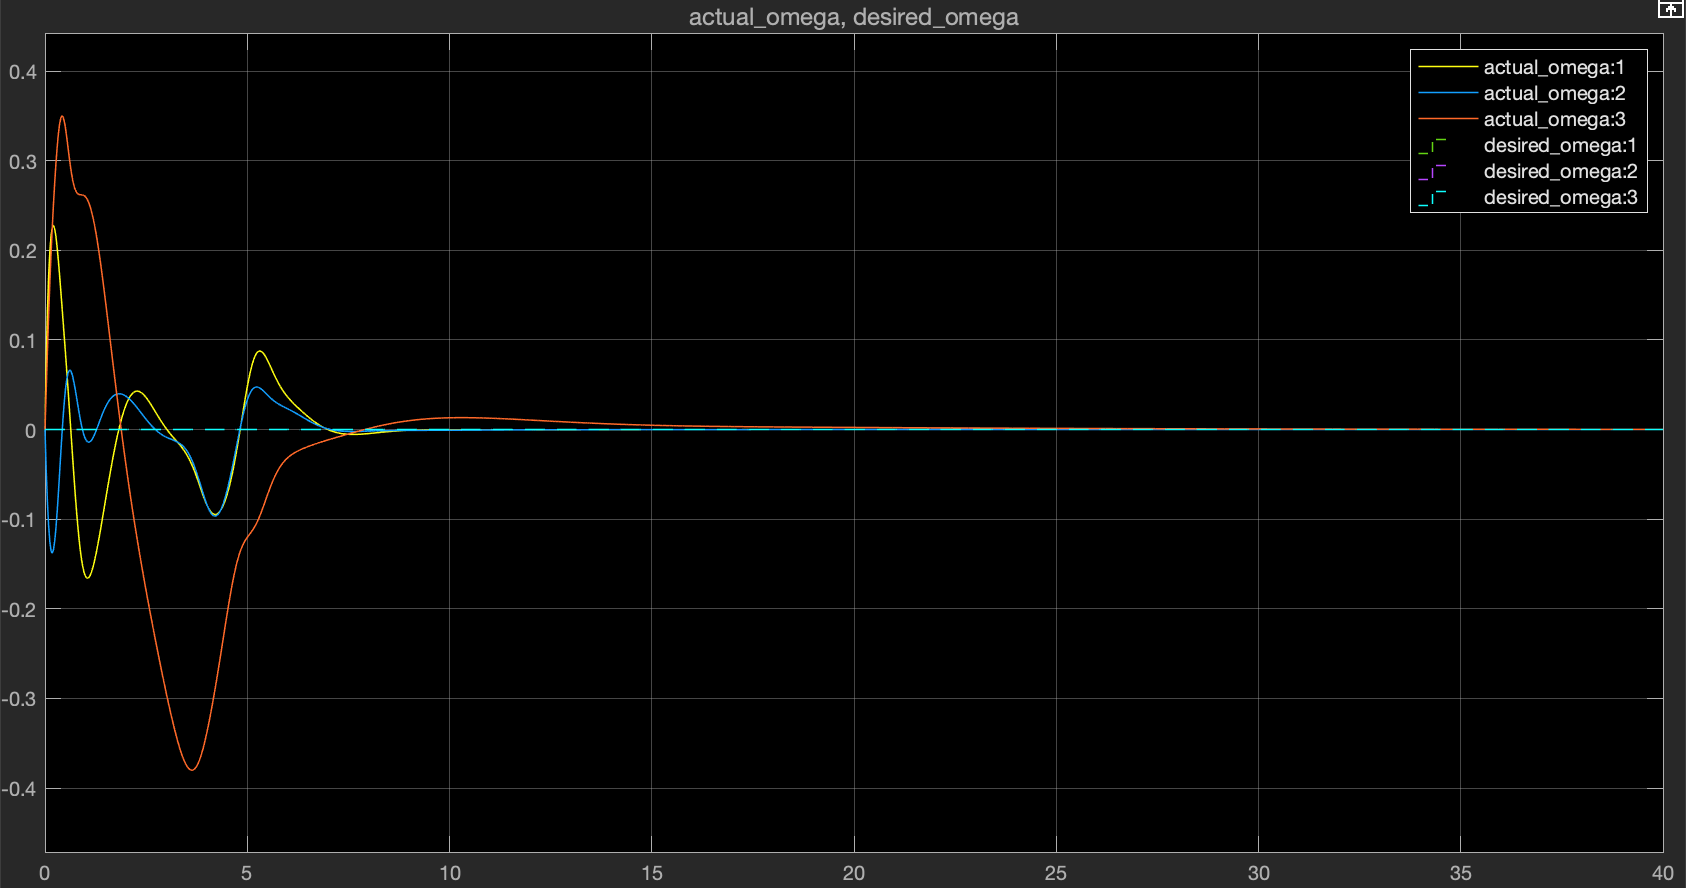 actual_omega, desired_omega
actual_omega:1
actual_omega:2
actual_omega:3
desired_omega:1
desired_omega:2
desired_omega:3
0.4
0.3
0.2
0.1
0
-0.1
-0.2
-0.3
-0.4
0 5 10 15 20 25 30 35 40